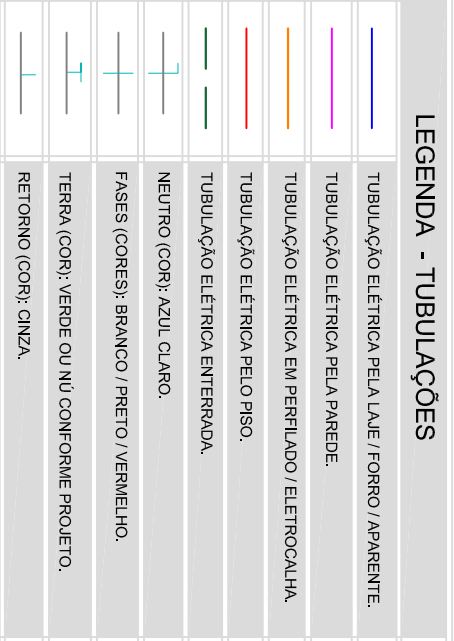 LEGENDA - TUBULAÇÕES
TUBULAÇÃO ELÉTRICA PELA LAJE / FORRO / APARENTE.
TUBULAÇÃO ELÉTRICA PELA PAREDE.
TUBULAÇÃO ELÉTRICA EM PERFILADO / ELETROCALHA.
TUBULAÇÃO ELÉTRICA PELO PISO.
TUBULAÇÃO ELÉTRICA ENTERRADA.
NEUTRO (COR): AZUL CLARO.
FASES (CORES): BRANCO / PRETO / VERMELHO.
TERRA (COR): VERDE OU NÚ CONFORME PROJETO.
RETORNO (COR): CINZA.